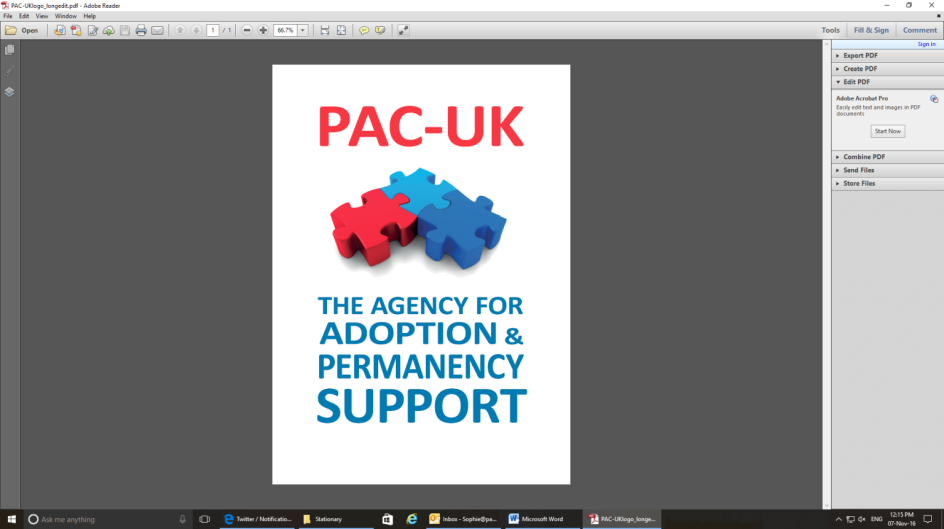 PAC-UKlogo_longedit.pdf - Adobe Reader
File Edit View Window Help
Open 1 / 1 66.7% Tools Fill & Sign Comment
Sign In
Export PDF
Create PDF
Edit PDF
Adobe Acrobat Pro
Easily edit text and images in PDF
documents
Start Now
Combine PDF
Send Files
Store Files
PAC-UK
THE AGENCY FOR
ADOPTION &
PERMANENCY
SUPPORT
Ask me anything
Twitter / Notificatio...
Stationary
Inbox - Sophie@pa...
Microsoft Word
PAC-UKlogo_longe...
ENG
12:15 PM
07-Nov-16